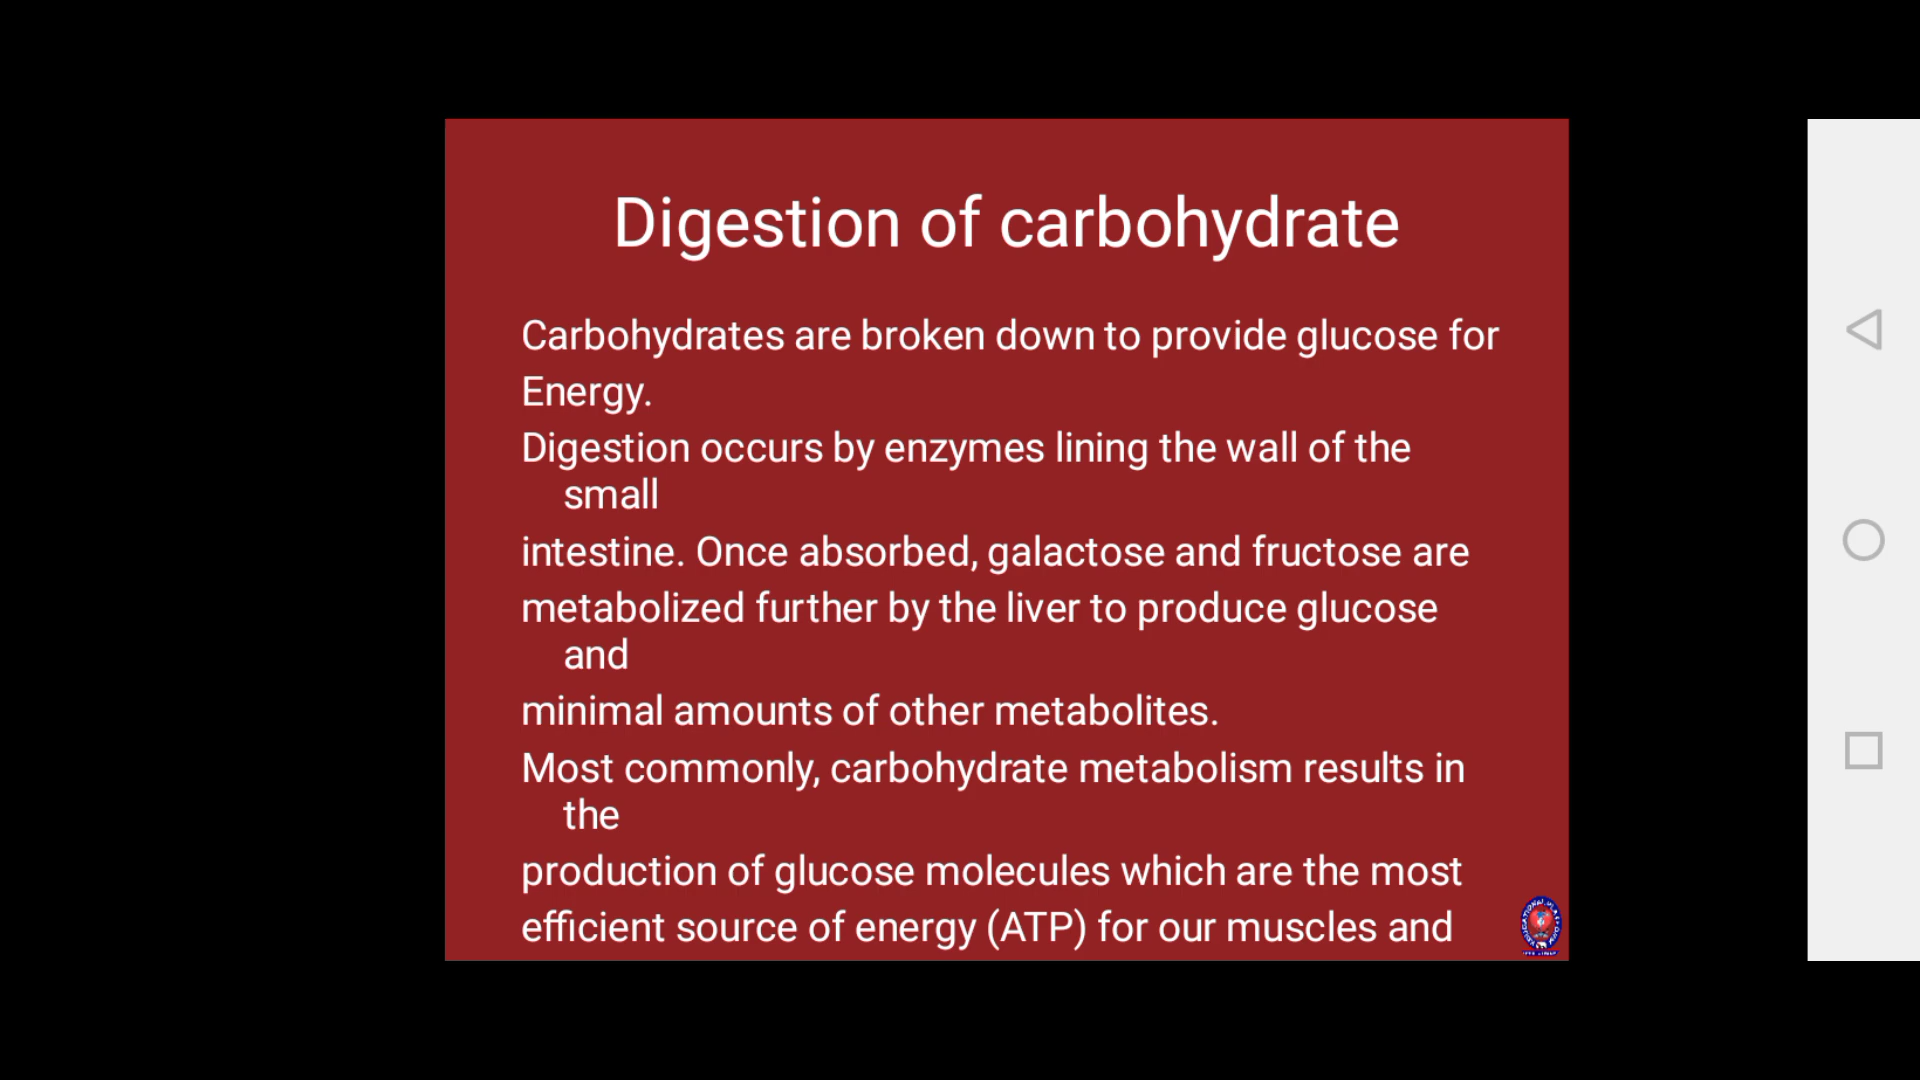 Digestion of carbohydrate
Carbohydrates are broken down to provide glucose for
Energy.
Digestion occurs by enzymes lining the wall of the
small
intestine. Once absorbed, galactose and fructose are
metabolized further by the liver to produce glucose
and
minimal amounts of other metabolites.
Most commonly, carbohydrate metabolism results in
the
production of glucose molecules which are the most
efficient source of energy (ATP) for our muscles and